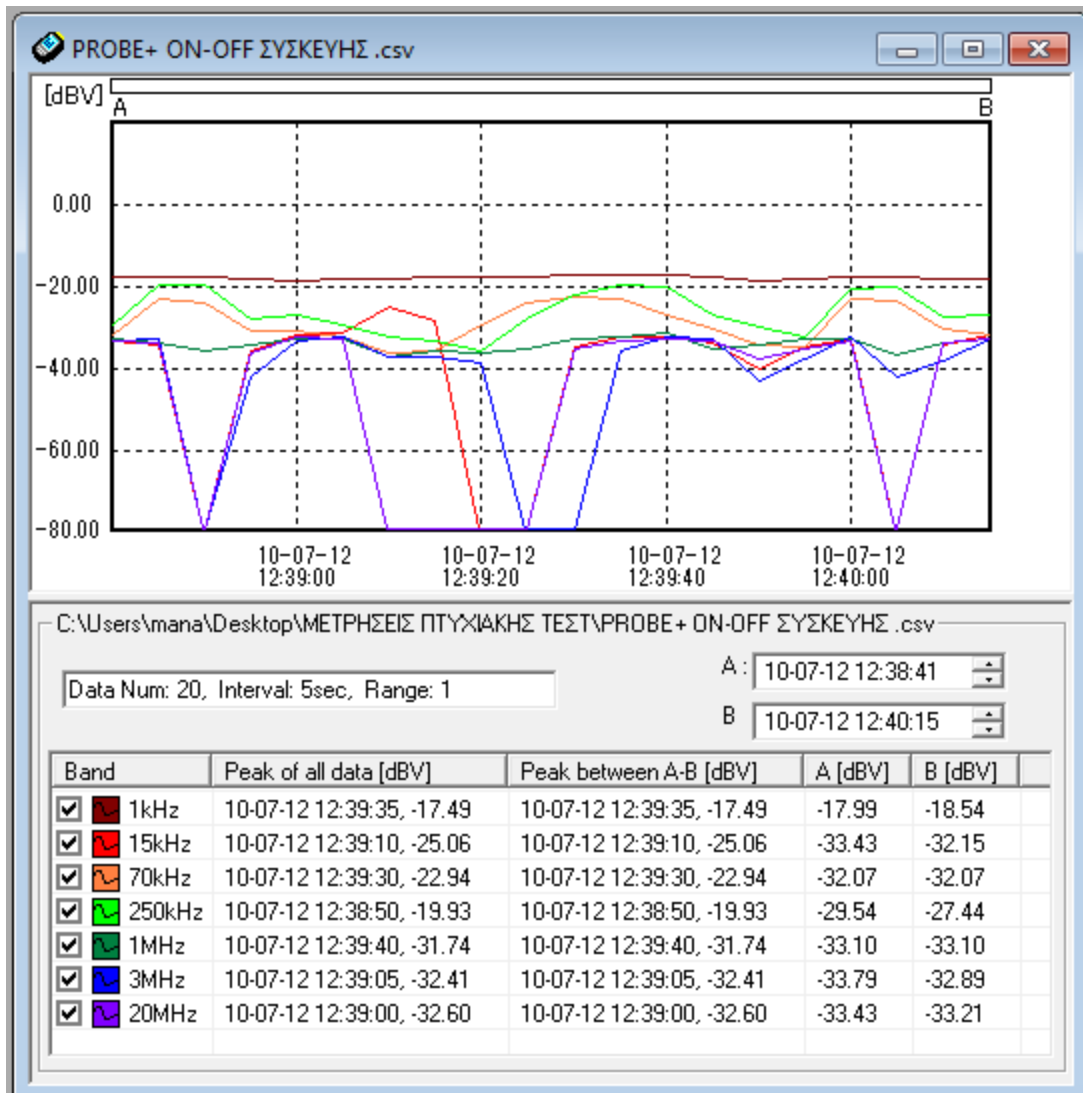 PROBE+ ON-OFF ΣΥΣΚΕΥΗΣ .csv
[dBV]
A B
0.00
-20.00
-40.00
-60.00
-80.00
10-07-12 10-07-12 10-07-12 10-07-12
12:39:00 12:39:20 12:39:40 12:40:00
C:\Users\mana\Desktop\ΜΕΤΡΗΣΕΙΣ ΠΤΥΧΙΑΚΗΣ ΤΕΣΤ\PROBE+ ON-OFF ΣΥΣΚΕΥΗΣ .csv
Data Num: 20, Interval: 5sec, Range: 1
A : 10-07-12 12:38:41
B 10-07-12 12:40:15
Band Peak of all data [dBV] Peak between A-B [dBV] A [dBV] B [dBV]
1kHz 10-07-12 12:39:35, -17.49 10-07-12 12:39:35, -17.49 -17.99 -18.54
15kHz 10-07-12 12:39:10, -25.06 10-07-12 12:39:10, -25.06 -33.43 -32.15
70kHz 10-07-12 12:39:30, -22.94 10-07-12 12:39:30, -22.94 -32.07 -32.07
250kHz 10-07-12 12:38:50, -19.93 10-07-12 12:38:50, -19.93 -29.54 -27.44
1MHz 10-07-12 12:39:40, -31.74 10-07-12 12:39:40, -31.74 -33.10 -33.10
3MHz 10-07-12 12:39:05, -32.41 10-07-12 12:39:05, -32.41 -33.79 -32.89
20MHz 10-07-12 12:39:00, -32.60 10-07-12 12:39:00, -32.60 -33.43 -33.21